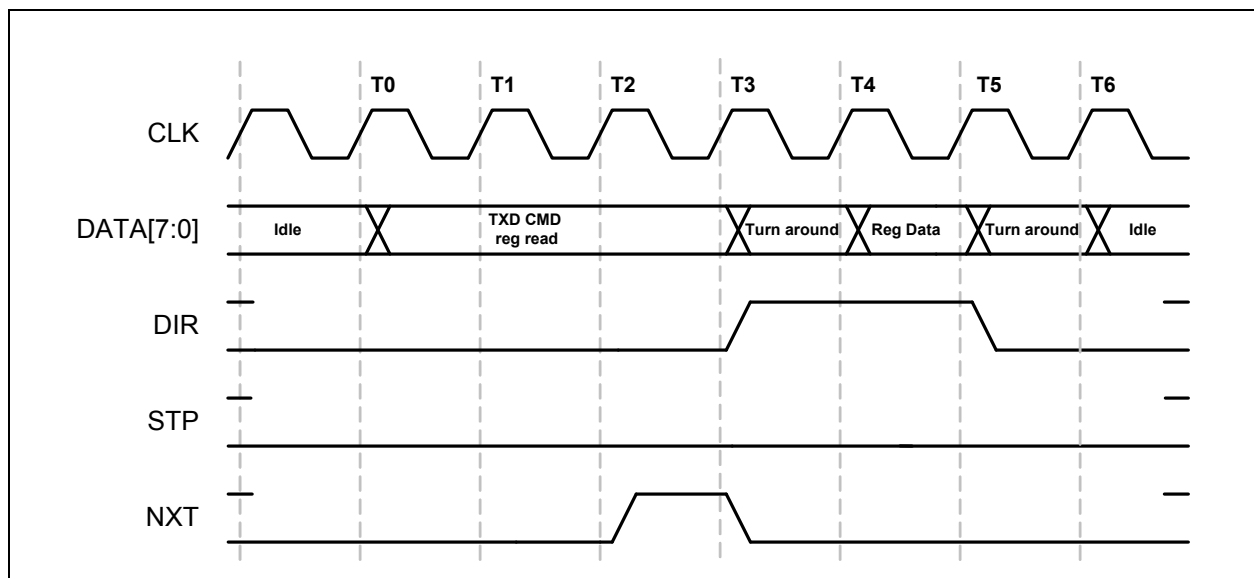 T0 T1 T2 T3 T4 T5 T6
CLK
DATA[7:0]
Idle
TXD CMD
reg read
Turn around
Reg Data
Turn around
Idle
DIR
STP
NXT